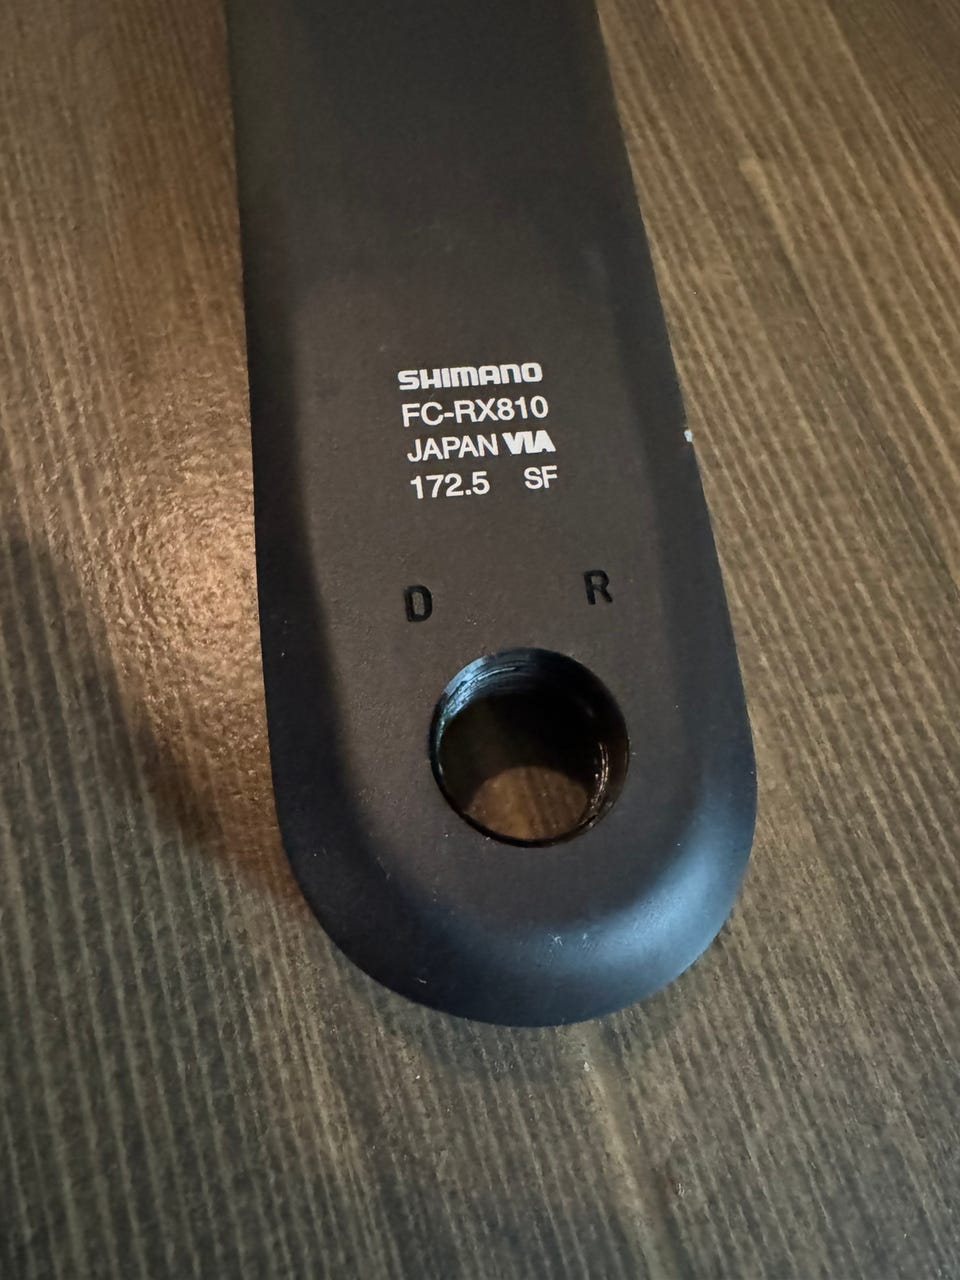 SHIMANO
FC-RX810
JAPAN VIA
172.5 SF
D R